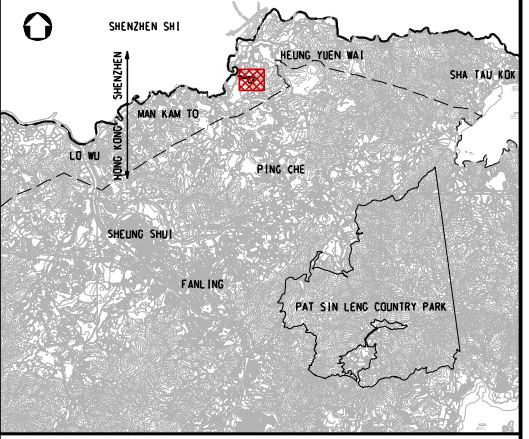 SHENZHEN SHI
HEUNG YUEN WAI
SHENZHEN
SHA TAU KOK
MAN KAM TO
HONG KONG
LO WU
PING CHE
SHEUNG SHUI
FANLING
PAT SIN LENG COUNTRY PARK